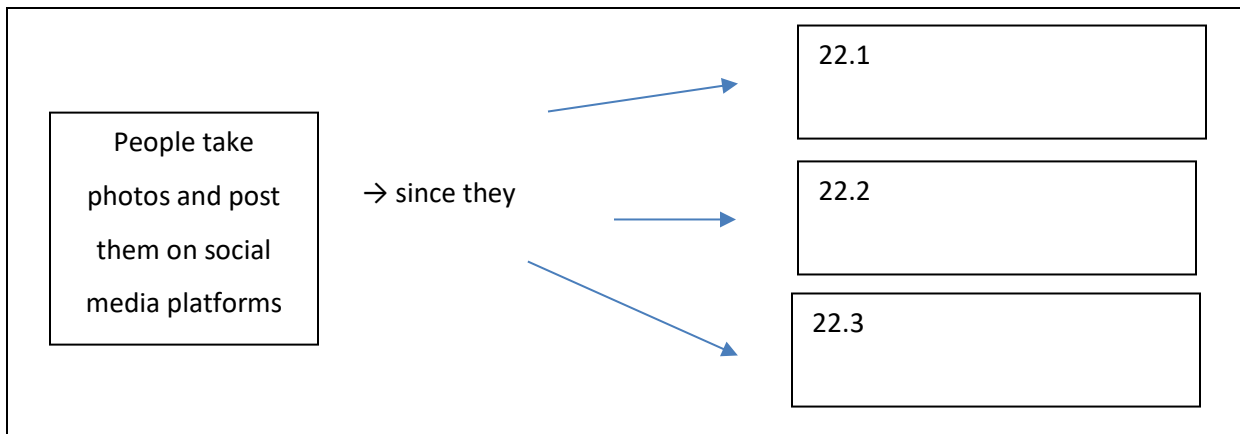 People take
photos and post
them on social
media platforms
→ since they
22.1
22.2
22.3